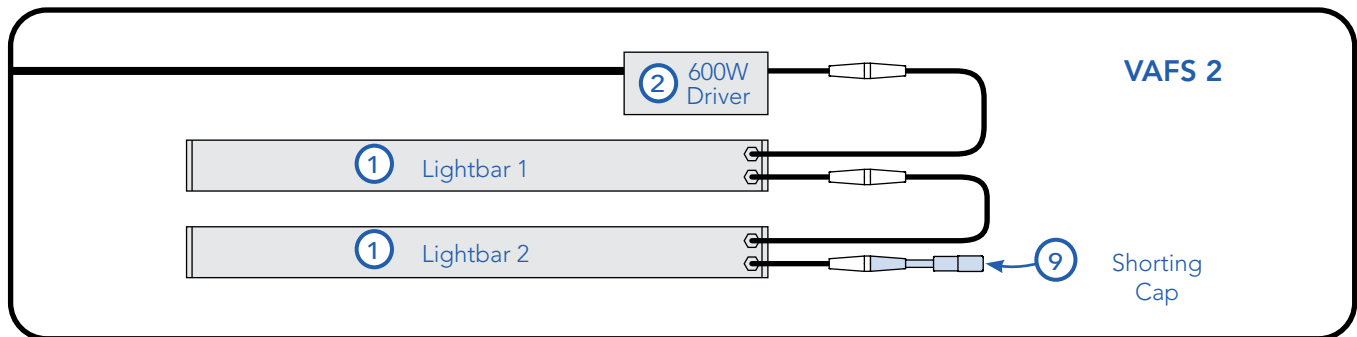 VAFS 2
2
600W
Driver
1
Lightbar 1
1
Lightbar 2
9
Shorting
Cap